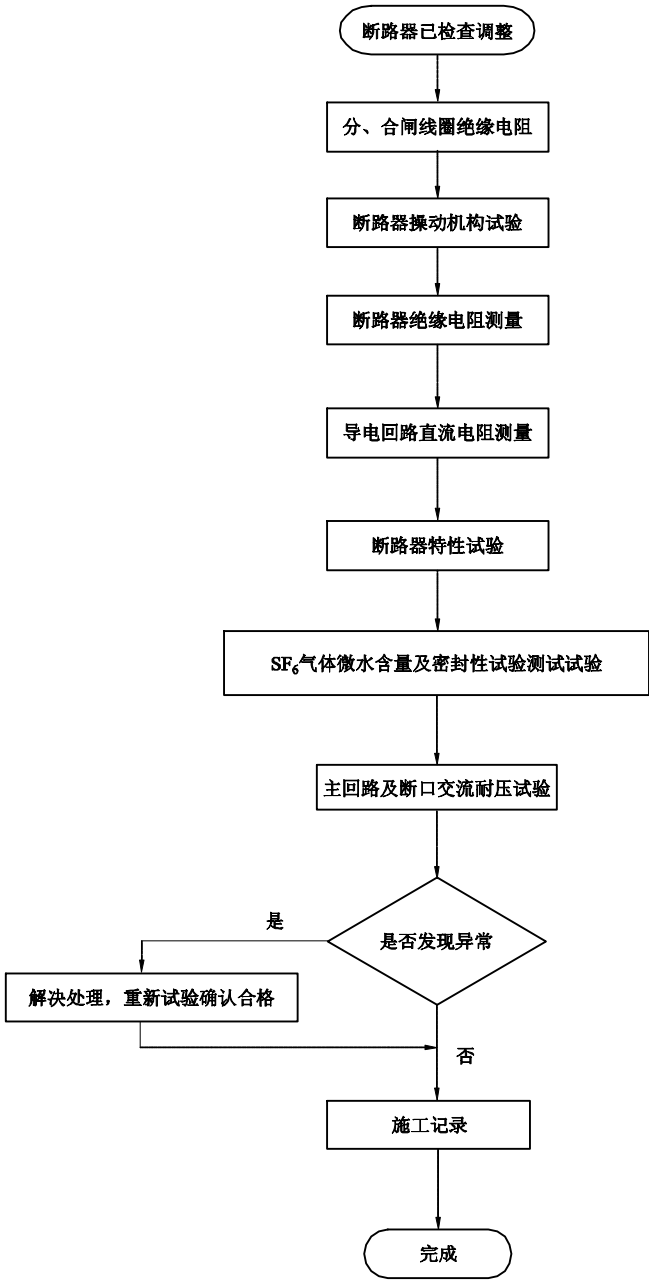 断路器已检查调整
分、合闸线圈绝缘电阻
断路器操动机构试验
断路器绝缘电阻测量
导电回路直流电阻测量
断路器特性试验
SF₆气体微水含量及密封性试验测试试验
主回路及断口交流耐压试验
是否发现异常
是
解决处理，重新试验确认合格
否
施工记录
完成